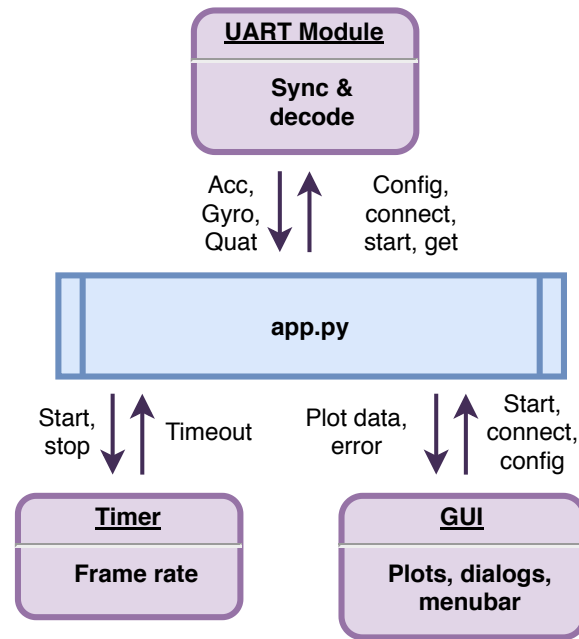 UART Module
Sync &
decode
Acc,
Gyro,
Quat
Config,
connect,
start, get
app.py
Start,
stop
Timeout
Plot data,
error
Start,
connect,
config
Timer
Frame rate
GUI
Plots, dialogs,
menubar